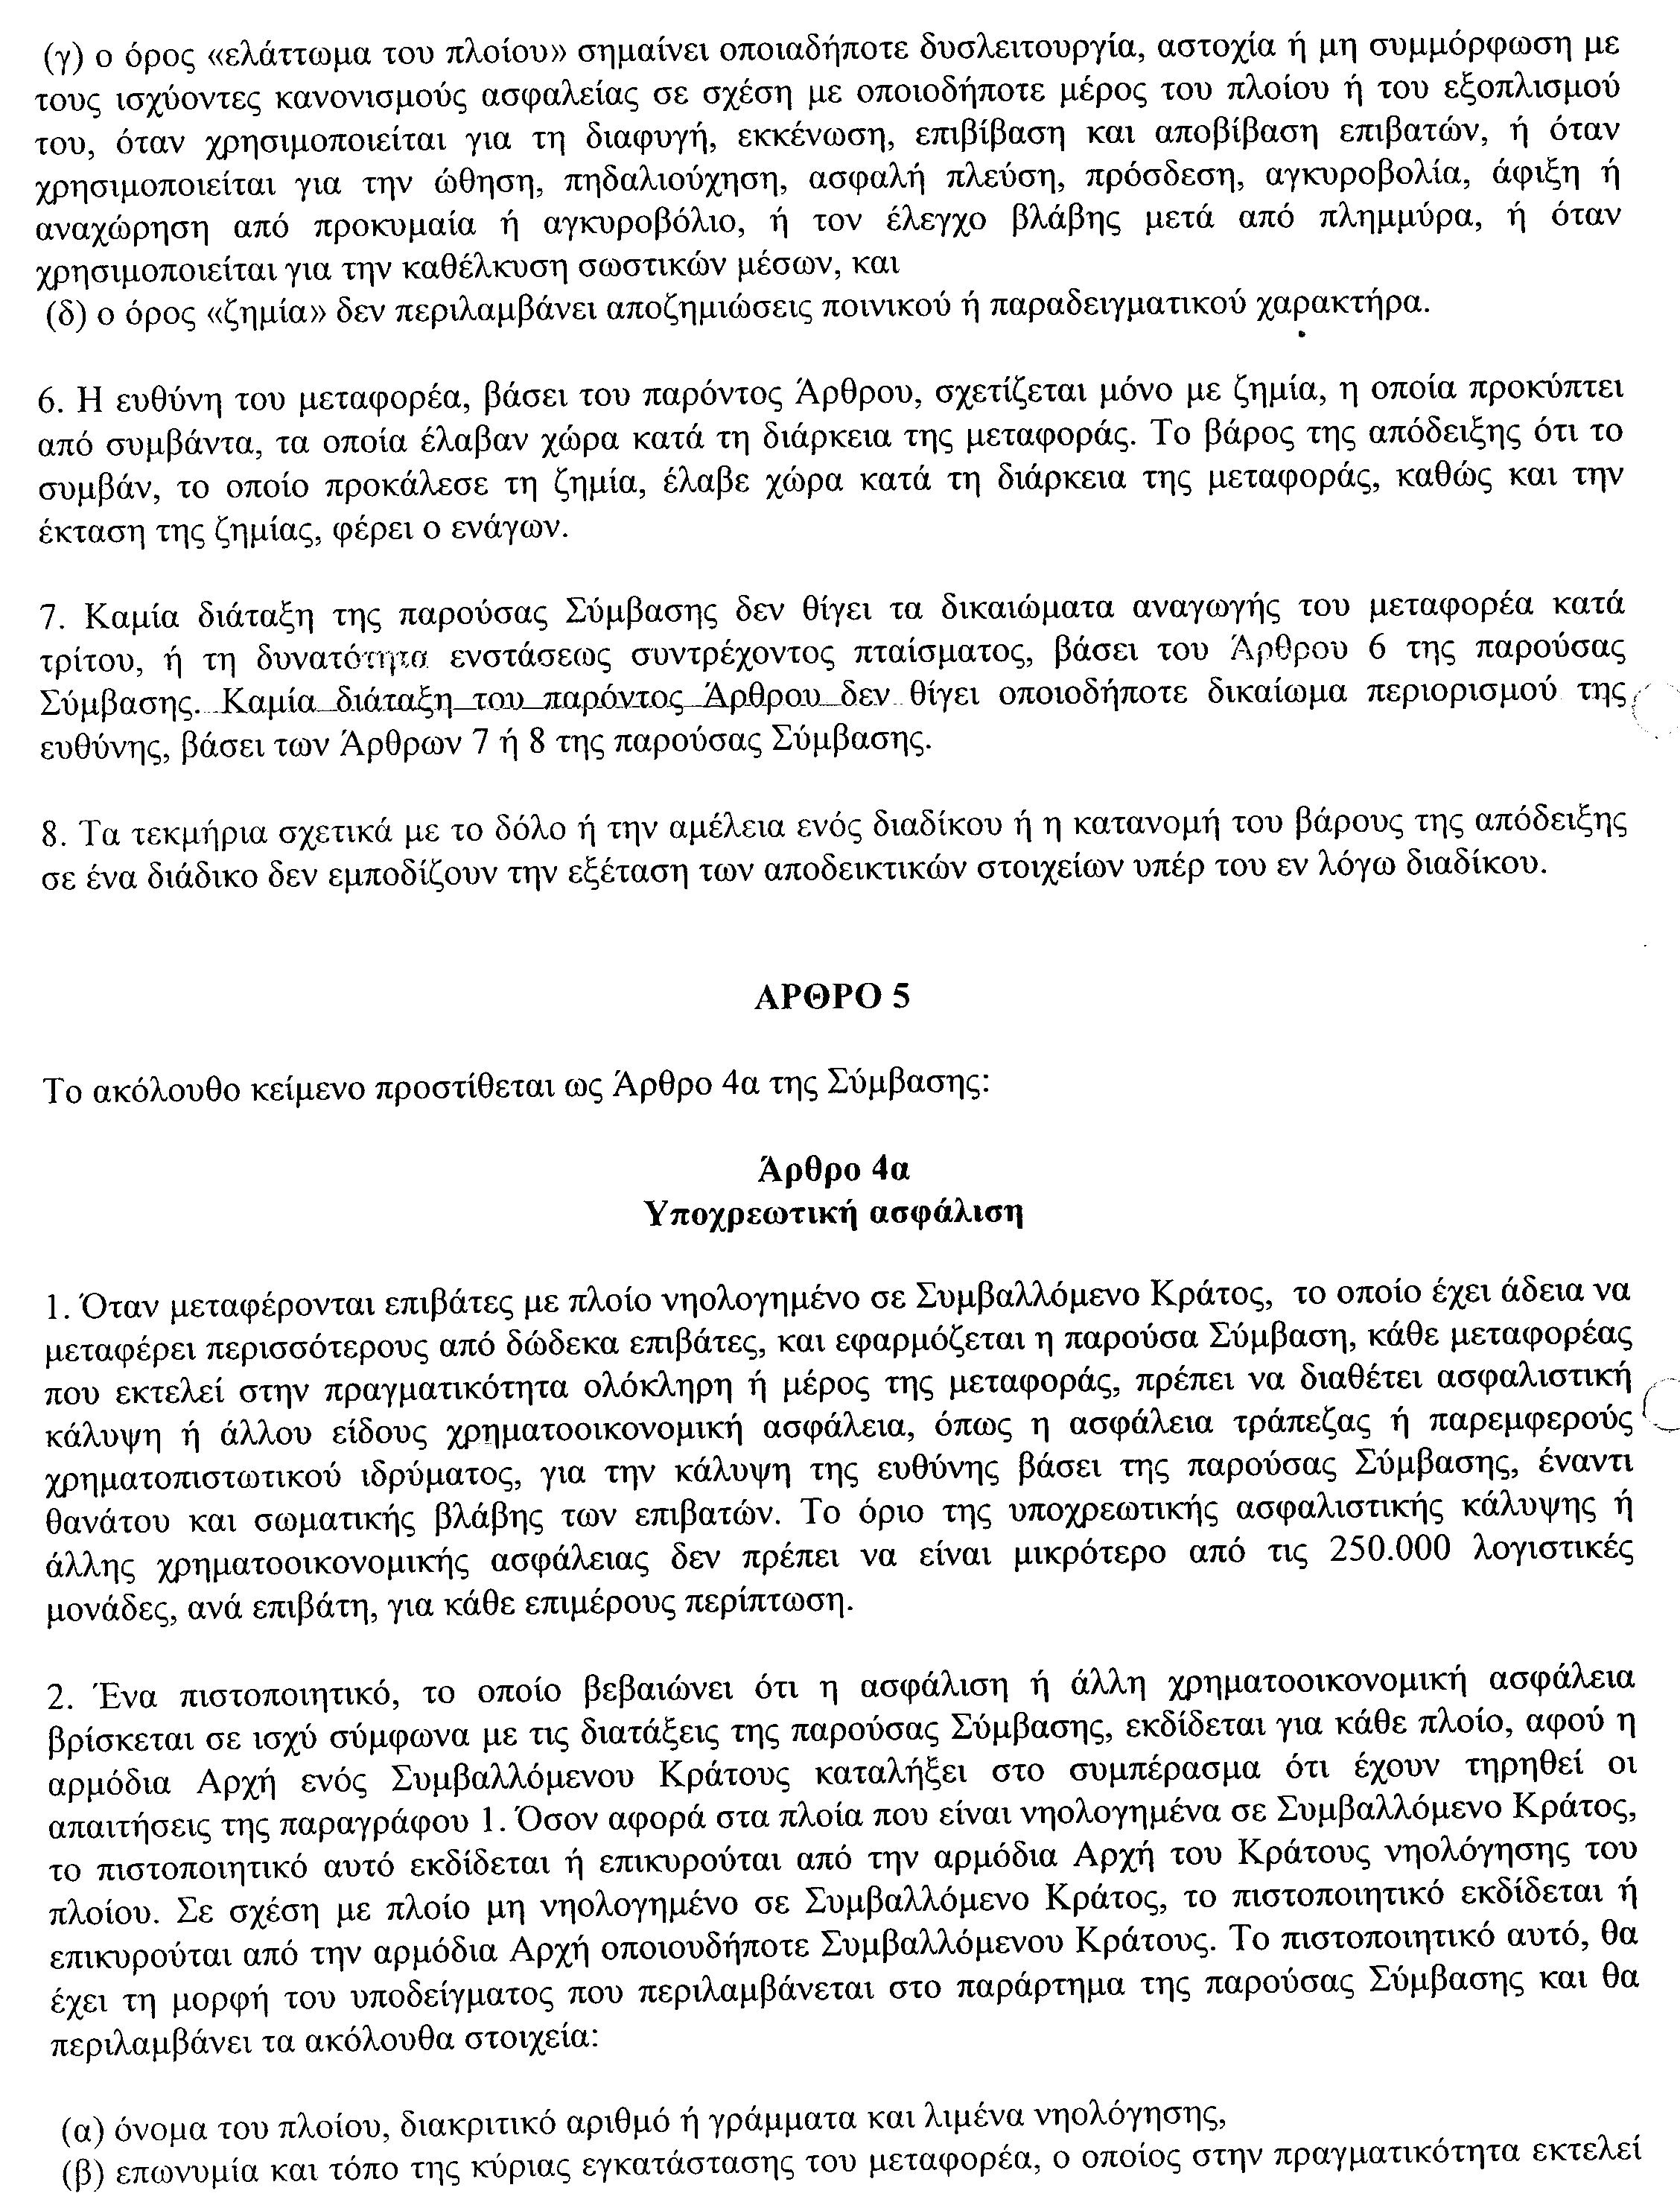 (γ) ο όρος «ελάττωμα του πλοίου» σημαίνει οποιαδήποτε δυσλειτουργία, αστοχία ή μη συμμόρφωση με
τους ισχύοντες κανονισμούς ασφαλείας σε σχέση με οποιοδήποτε μέρος του πλοίου ή του εξοπλισμού
του, όταν χρησιμοποιείται για τη διαφυγή, εκκένωση, επιβίβαση και αποβίβαση επιβατών, ή όταν
χρησιμοποιείται για την ώθηση, πηδαλιούχηση, ασφαλή πλεύση, πρόσδεση, αγκυροβολία, άφιξη ή
αναχώρηση από προκυμαία ή αγκυροβόλιο, ή τον έλεγχο βλάβης μετά από πλημμύρα, ή όταν
χρησιμοποιείται για την καθέλκυση σωστικών μέσων, και
(δ) ο όρος «ζημία» δεν περιλαμβάνει αποζημιώσεις ποινικού ή παραδειγματικού χαρακτήρα.
6. Η ευθύνη του μεταφορέα, βάσει του παρόντος Άρθρου, σχετίζεται μόνο με ζημία, η οποία προκύπτει
από συμβάντα, τα οποία έλαβαν χώρα κατά τη διάρκεια της μεταφοράς. Το βάρος της απόδειξης ότι το
συμβάν, το οποίο προκάλεσε τη ζημία, έλαβε χώρα κατά τη διάρκεια της μεταφοράς, καθώς και την
έκταση της ζημίας, φέρει ο ενάγων.
7. Καμία διάταξη της παρούσας Σύμβασης δεν θίγει τα δικαιώματα αναγωγής του μεταφορέα κατά
τρίτου, ή τη δυνατότητα ενστάσεως συντρέχοντος πταίσματος, βάσει του Άρθρου 6 της παρούσας
Σύμβασης. Καμία διάταξη του παρόντος Άρθρου δεν θίγει οποιοδήποτε δικαίωμα περιορισμού της
ευθύνης, βάσει των Άρθρων 7 ή 8 της παρούσας Σύμβασης.
8. Τα τεκμήρια σχετικά με το δόλο ή την αμέλεια ενός διαδίκου ή η κατανομή του βάρους της απόδειξης
σε ένα διάδικο δεν εμποδίζουν την εξέταση των αποδεικτικών στοιχείων υπέρ του εν λόγω διαδίκου.
ΑΡΘΡΟ 5
Το ακόλουθο κείμενο προστίθεται ως Άρθρο 4α της Σύμβασης:
Άρθρο 4α
Υποχρεωτική ασφάλιση
1. Όταν μεταφέρονται επιβάτες με πλοίο νηολογημένο σε Συμβαλλόμενο Κράτος, το οποίο έχει άδεια να
μεταφέρει περισσότερους από δώδεκα επιβάτες, και εφαρμόζεται η παρούσα Σύμβαση, κάθε μεταφορέας
που εκτελεί στην πραγματικότητα ολόκληρη ή μέρος της μεταφοράς, πρέπει να διαθέτει ασφαλιστική
κάλυψη ή άλλου είδους χρηματοοικονομική ασφάλεια, όπως η ασφάλεια τράπεζας ή παρεμφερούς
χρηματοπιστωτικού ιδρύματος, για την κάλυψη της ευθύνης βάσει της παρούσας Σύμβασης, έναντι
θανάτου και σωματικής βλάβης των επιβατών. Το όριο της υποχρεωτικής ασφαλιστικής κάλυψης ή
άλλης χρηματοοικονομικής ασφάλειας δεν πρέπει να είναι μικρότερο από τις 250.000 λογιστικές
μονάδες, ανά επιβάτη, για κάθε επιμέρους περίπτωση.
2. Ένα πιστοποιητικό, το οποίο βεβαιώνει ότι η ασφάλιση ή άλλη χρηματοοικονομική ασφάλεια
βρίσκεται σε ισχύ σύμφωνα με τις διατάξεις της παρούσας Σύμβασης, εκδίδεται για κάθε πλοίο, αφού η
αρμόδια Αρχή ενός Συμβαλλόμενου Κράτους καταλήξει στο συμπέρασμα ότι έχουν τηρηθεί οι
απαιτήσεις της παραγράφου 1. Όσον αφορά στα πλοία που είναι νηολογημένα σε Συμβαλλόμενο Κράτος,
το πιστοποιητικό αυτό εκδίδεται ή επικυρούται από την αρμόδια Αρχή του Κράτους νηολόγησης του
πλοίου. Σε σχέση με πλοίο μη νηολογημένο σε Συμβαλλόμενο Κράτος, το πιστοποιητικό εκδίδεται ή
επικυρούται από την αρμόδια Αρχή οποιουδήποτε Συμβαλλόμενου Κράτους. Το πιστοποιητικό αυτό, θα
έχει τη μορφή του υποδείγματος που περιλαμβάνεται στο παράρτημα της παρούσας Σύμβασης και θα
περιλαμβάνει τα ακόλουθα στοιχεία:
(α) όνομα του πλοίου, διακριτικό αριθμό ή γράμματα και λιμένα νηολόγησης,
(β) επωνυμία και τόπο της κύριας εγκατάστασης του μεταφορέα, ο οποίος στην πραγματικότητα εκτελεί